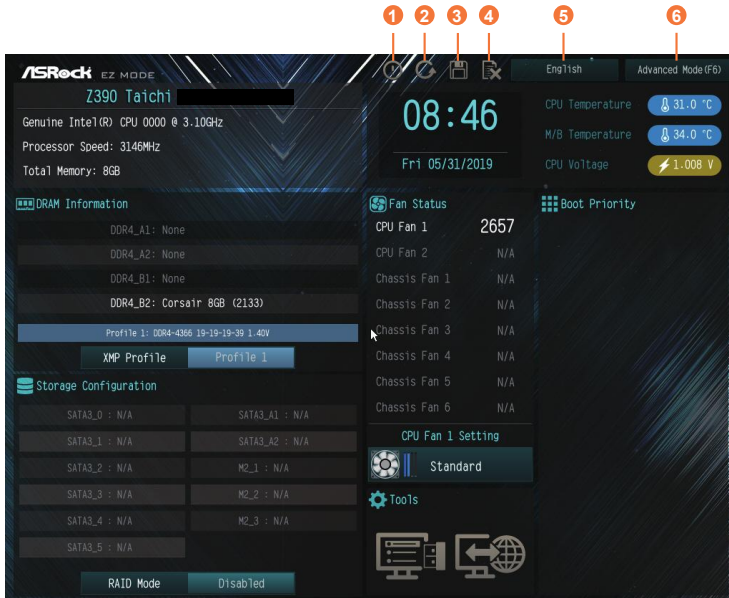 1 2 3 4 5 6
ASRock EZ MODE
English
Advanced Mode(F6)
Z390 Taichi
Genuine Intel(R) CPU 0000 @ 3.10GHz
Processor Speed: 3146MHz
Total Memory: 8GB
08:46
Fri 05/31/2019
CPU Temperature 31.0 °C
M/B Temperature 34.0 °C
CPU Voltage 1.008 V
DRAM Information
DDR4_A1: None
DDR4_A2: None
DDR4_B1: None
DDR4_B2: Corsair 8GB (2133)
Profile 1: DDR4-4366 19-19-19-39 1.40V
XMP Profile Profile 1
Storage Configuration
SATA3_0 : N/A SATA3_A1 : N/A
SATA3_1 : N/A SATA3_A2 : N/A
SATA3_2 : N/A M2_1 : N/A
SATA3_3 : N/A M2_2 : N/A
SATA3_4 : N/A M2_3 : N/A
SATA3_5 : N/A
RAID Mode Disabled
Fan Status
CPU Fan 1 2657
CPU Fan 2 N/A
Chassis Fan 1 N/A
Chassis Fan 2 N/A
Chassis Fan 3 N/A
Chassis Fan 4 N/A
Chassis Fan 5 N/A
Chassis Fan 6 N/A
CPU Fan 1 Setting
Standard
Tools
Boot Priority